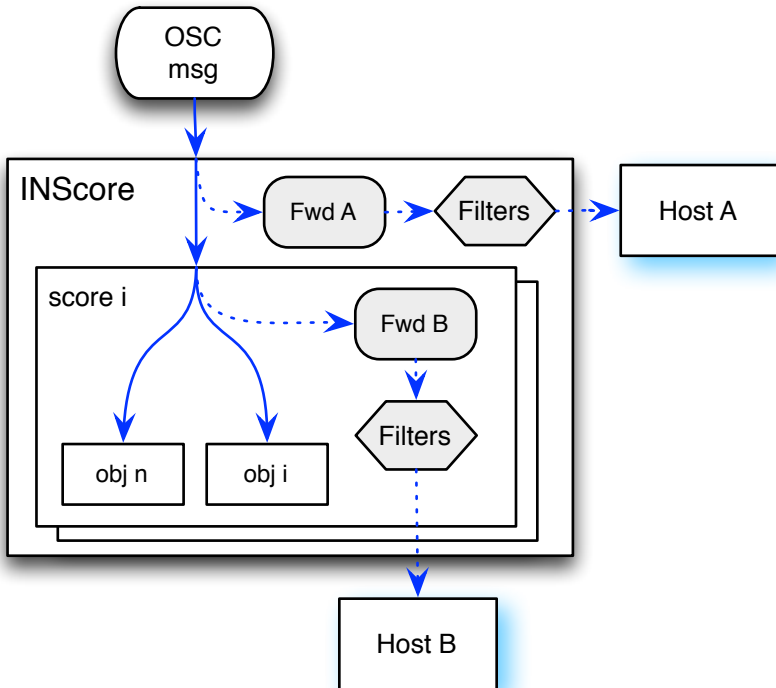 OSC
msg
INScore
Fwd A
Filters
Host A
score i
Fwd B
Filters
obj n
obj i
Host B